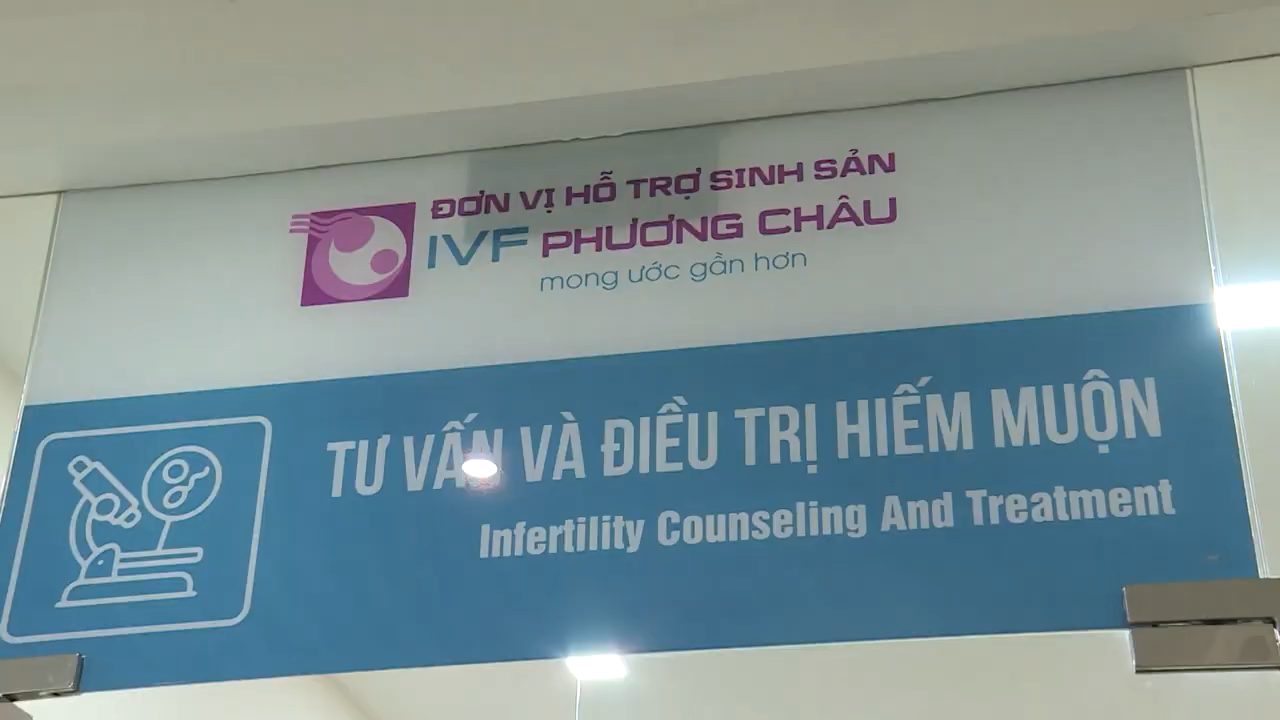 ĐƠN VỊ HỖ TRỢ SINH SẢN
IVF PHƯƠNG CHÂU
mong ước gần hơn
TƯ VẤN VÀ ĐIỀU TRỊ HIẾM MUỘN
Infertility Counseling And Treatment